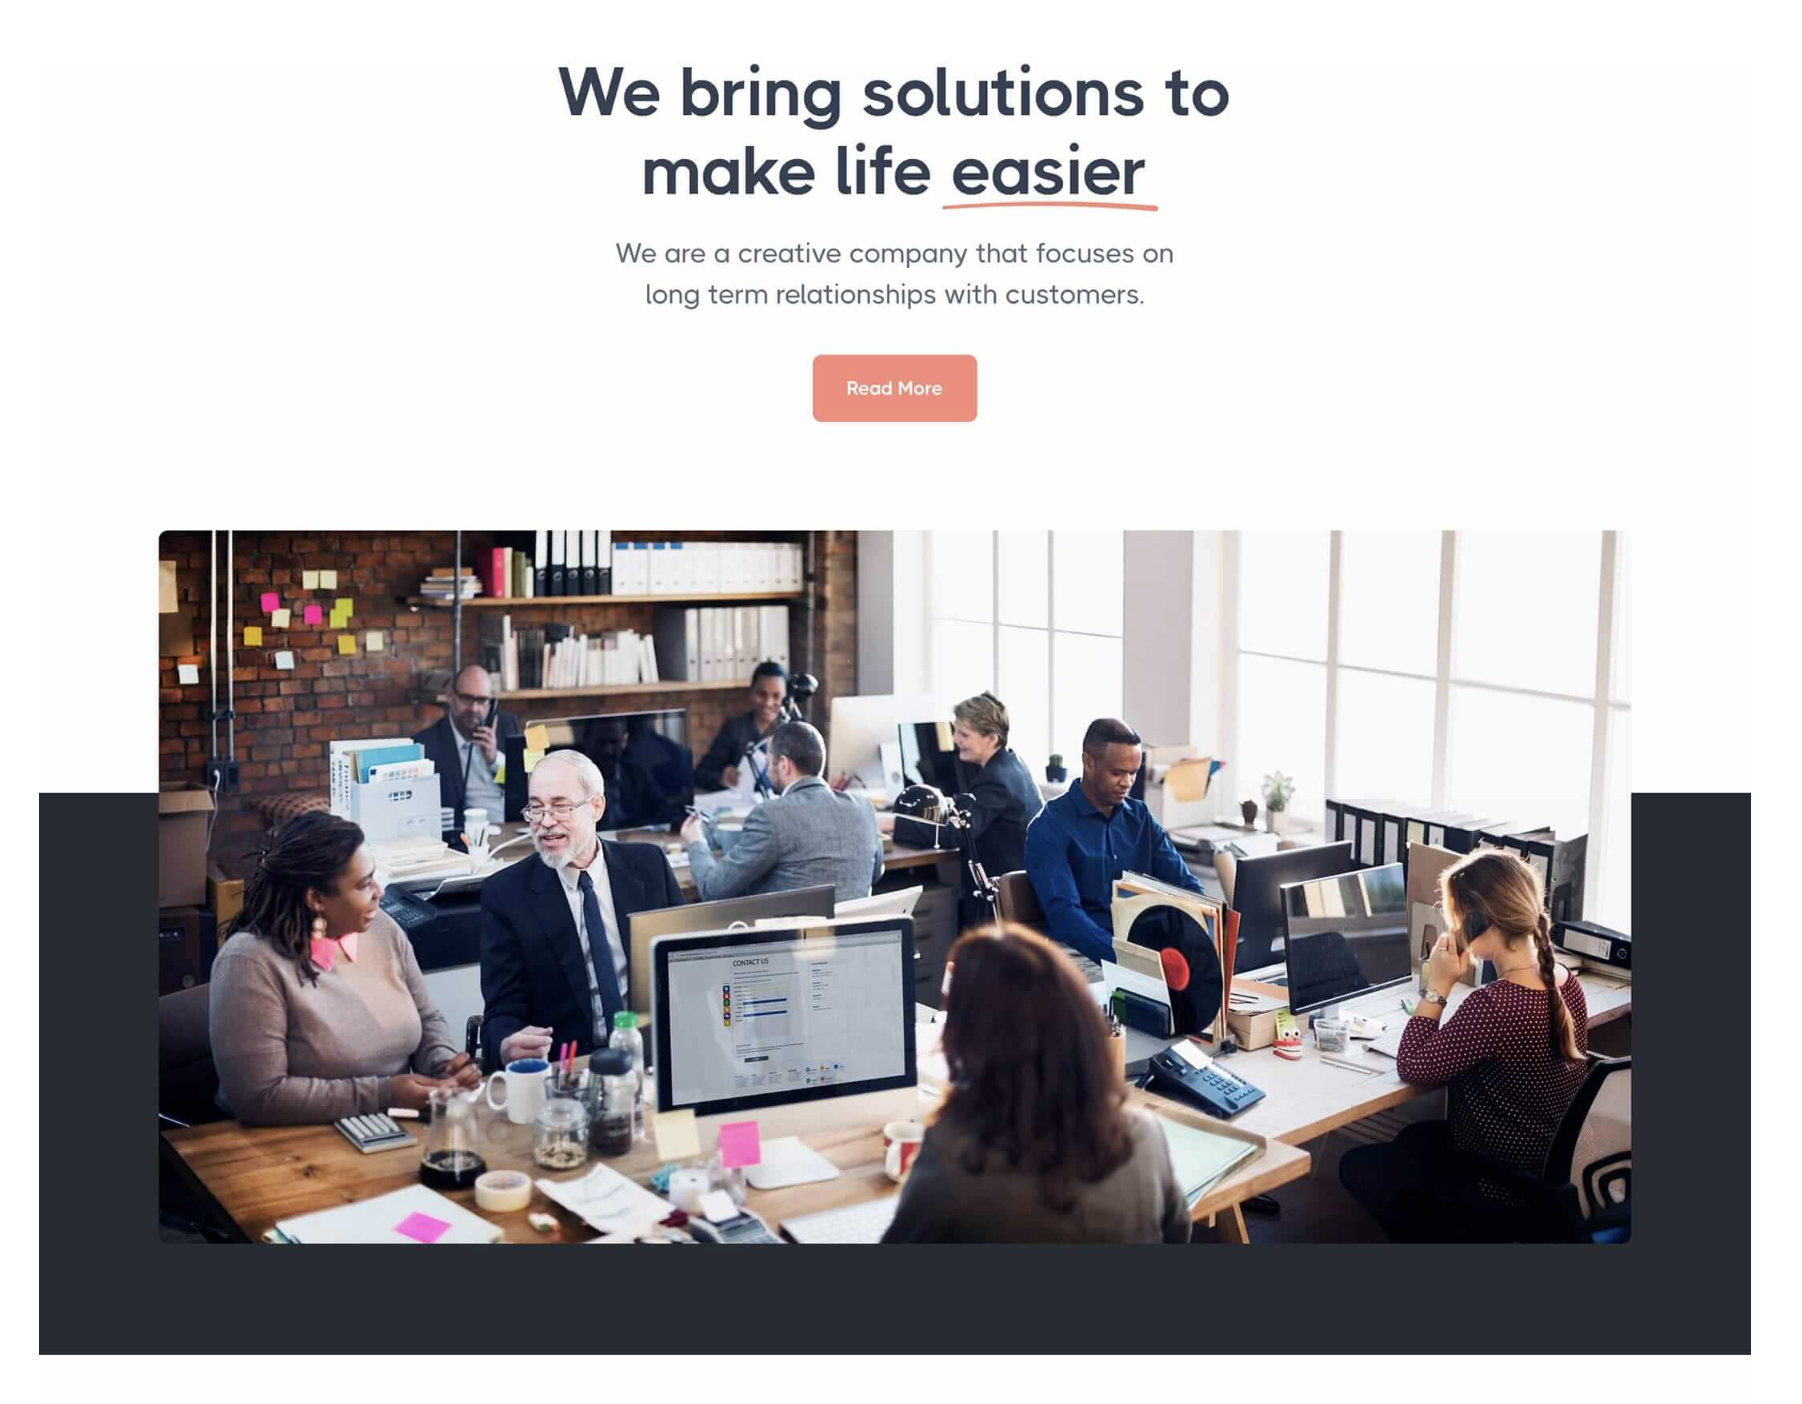 We bring solutions to
make life easier
We are a creative company that focuses on
long term relationships with customers.
Read More
CONTACT US